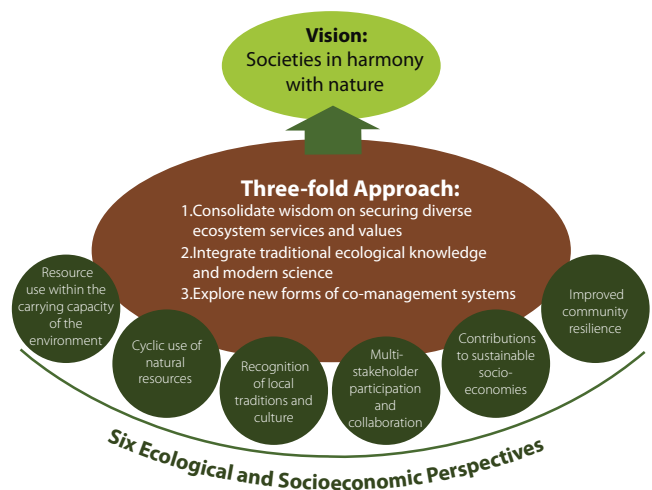 Vision:
Societies in harmony
with nature
Three-fold Approach:
1.Consolidate wisdom on securing diverse
ecosystem services and values
2.Integrate traditional ecological knowledge
and modern science
3.Explore new forms of co-management systems
Resource
use within the
carrying capacity
of the
environment
Cyclic use of
natural
resources
Recognition
of local
traditions and
culture
Multi-
stakeholder
participation
and
collaboration
Contributions
to sustainable
socio-
economies
Improved
community
resilience
Six Ecological and Socioeconomic Perspectives